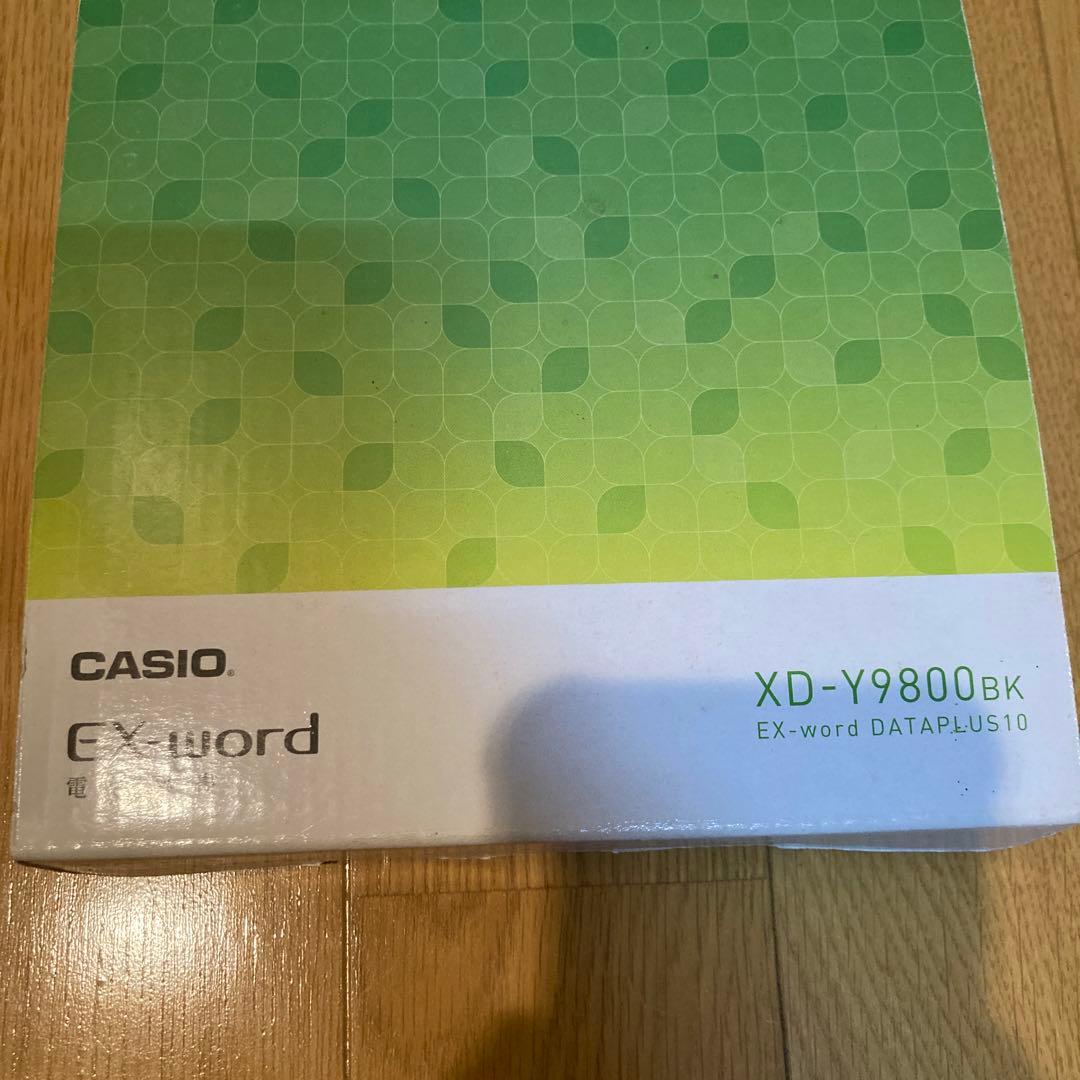 CASIO®
EX-word
電
XD-Y9800BK
EX-word DATAPLUS10